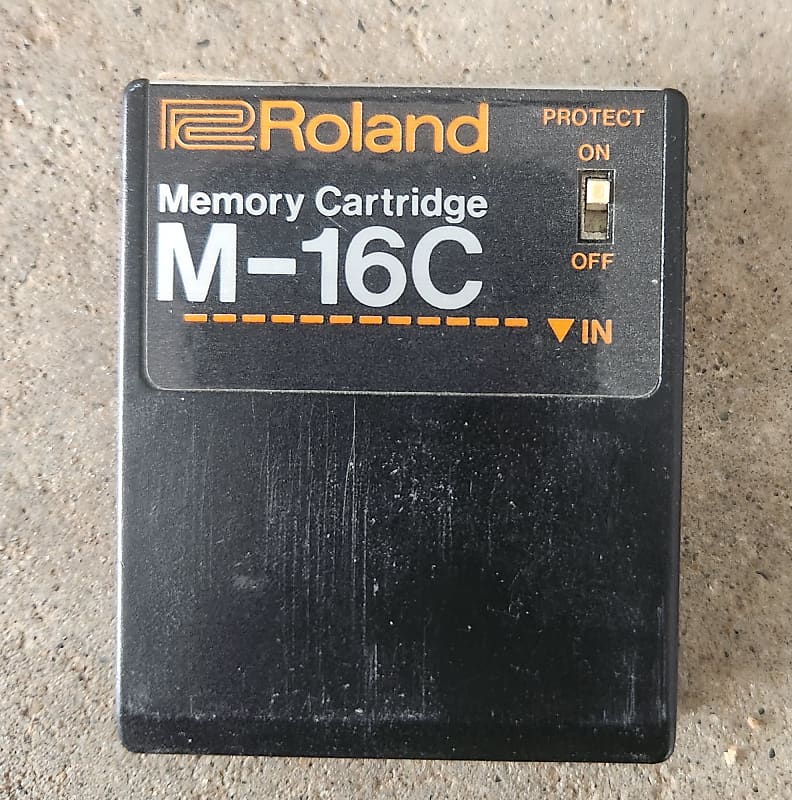 Roland
PROTECT
ON
OFF
Memory Cartridge
M-16C
▼IN